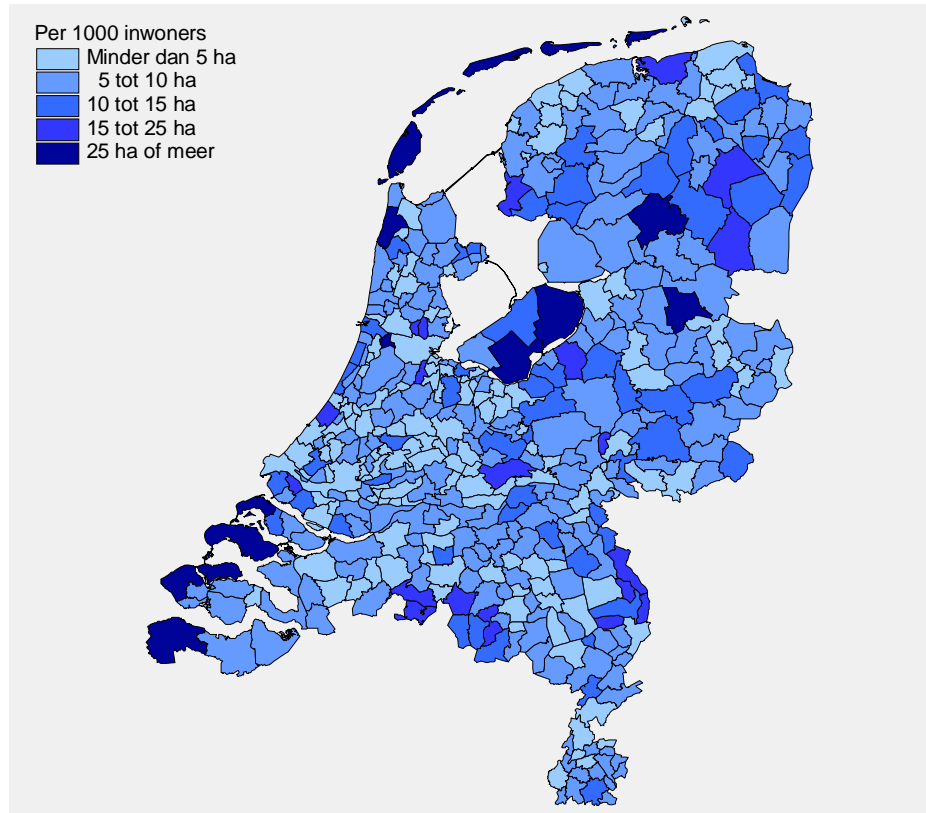 Per 1000 inwoners
Minder dan 5 ha
5 tot 10 ha
10 tot 15 ha
15 tot 25 ha
25 ha of meer